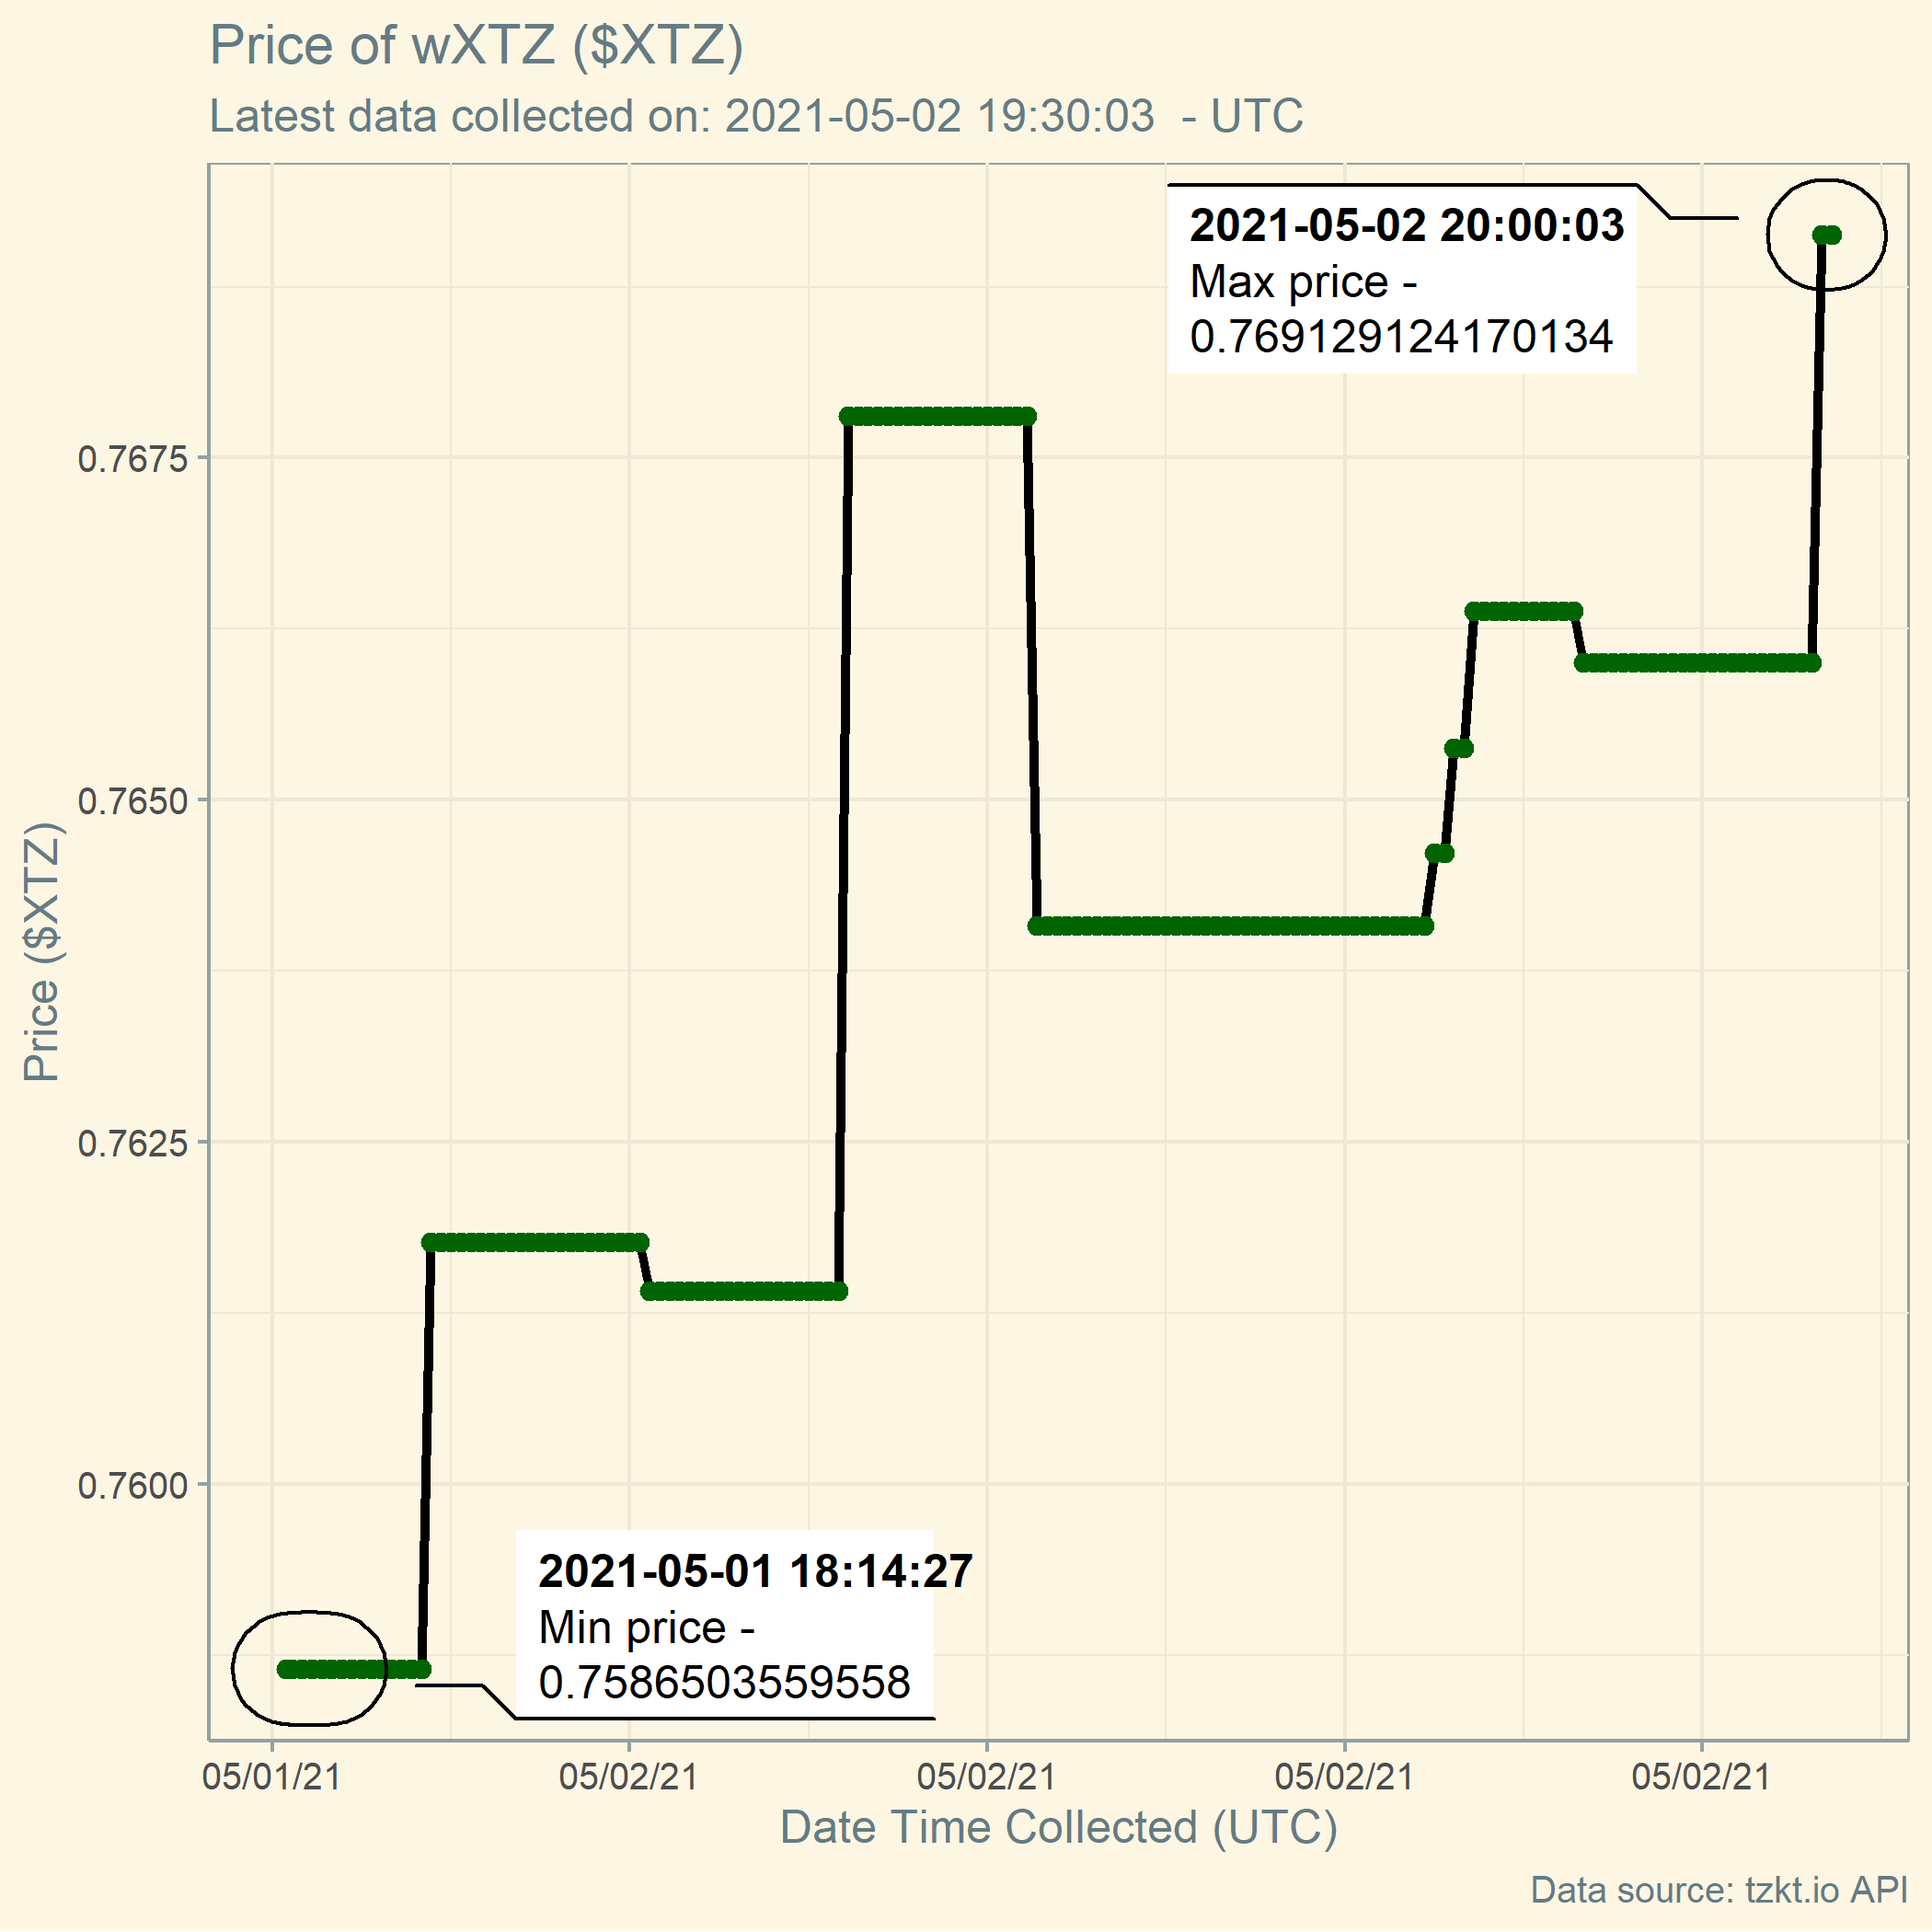 Price of wXTZ ($XTZ)
Latest data collected on: 2021-05-02 19:30:03  - UTC
2021-05-02 20:00:03
Max price -
0.769129124170134
0.7675
0.7650
0.7625
0.7600
Price ($XTZ)
2021-05-01 18:14:27
Min price -
0.7586503559558
05/01/21
05/02/21
05/02/21
05/02/21
05/02/21
Date Time Collected (UTC)
Data source: tzkt.io API